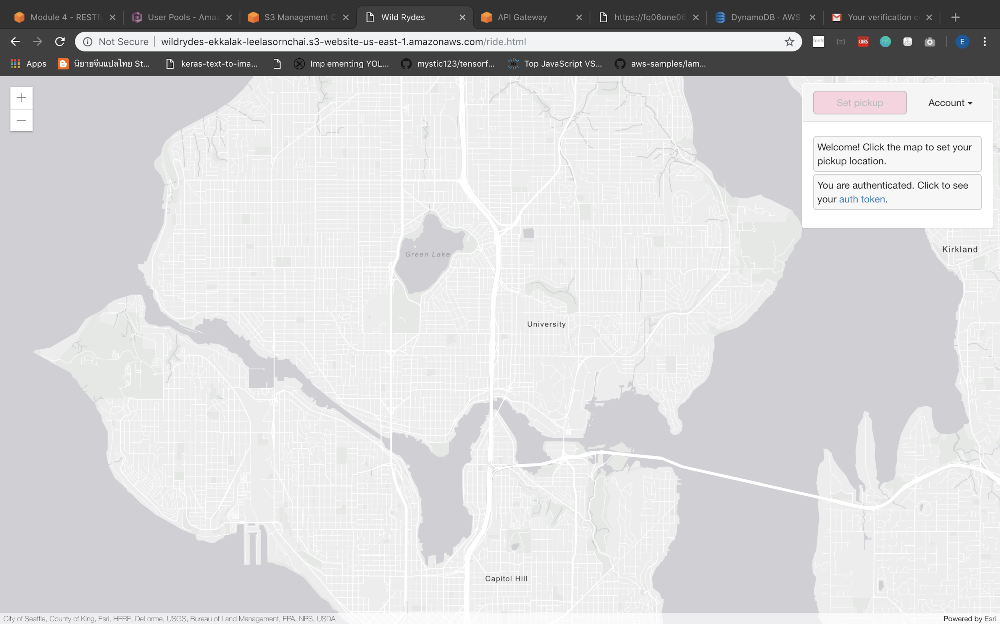 Module 4 - RESTfu
User Pools - Amaz
S3 Management C
Wild Rydes
API Gateway
https://fq06one06
DynamoDB · AWS
Your verification c
Not Secure
wildrydes-ekkalak-leelasornchai.s3-website-us-east-1.amazonaws.com/ride.html
fonts
CORS
m
E
Apps
นิยายจีนแปลไทย St...
keras-text-to-ima...
Implementing YOL...
mystic123/tensorf...
cb
Top JavaScript VS...
aws-samples/lam...
Set pickup
Account
Welcome! Click the map to set your
pickup location.
You are authenticated. Click to see
your auth token.
Green Lake
Kirkland
University
Capitol Hill
City of Seattle, County of King, Esri, HERE, DeLorme, USGS, Bureau of Land Management, EPA, NPS, USDA
Powered by Esri